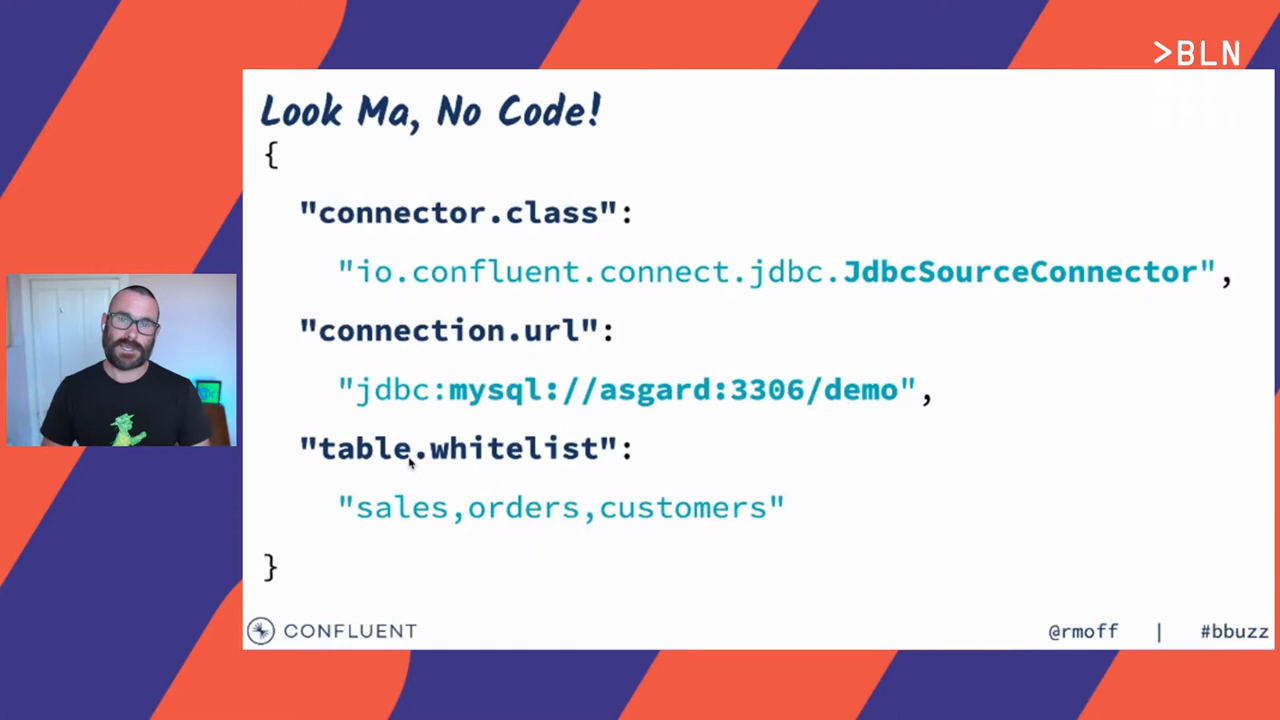 >BLN
Look Ma, No Code!
{
"connector.class":
"io.confluent.connect.jdbc.JdbcSourceConnector",
"connection.url":
"jdbc:mysql://asgard:3306/demo",
"table.whitelist":
"sales,orders,customers"
}
CONFLUENT
@rmoff | #bbuzz